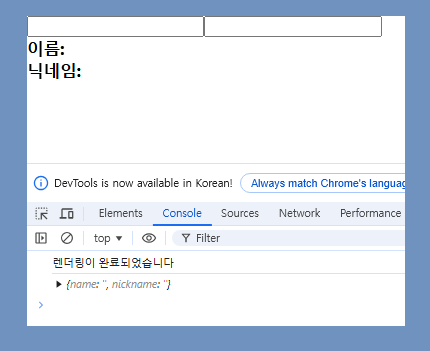 이름:
닉네임:
DevTools is now available in Korean! Always match Chrome's languag
Elements Console Sources Network Performance
top ▼ Filter
렌더링이 완료되었습니다
▶ {name: '', nickname: ''}